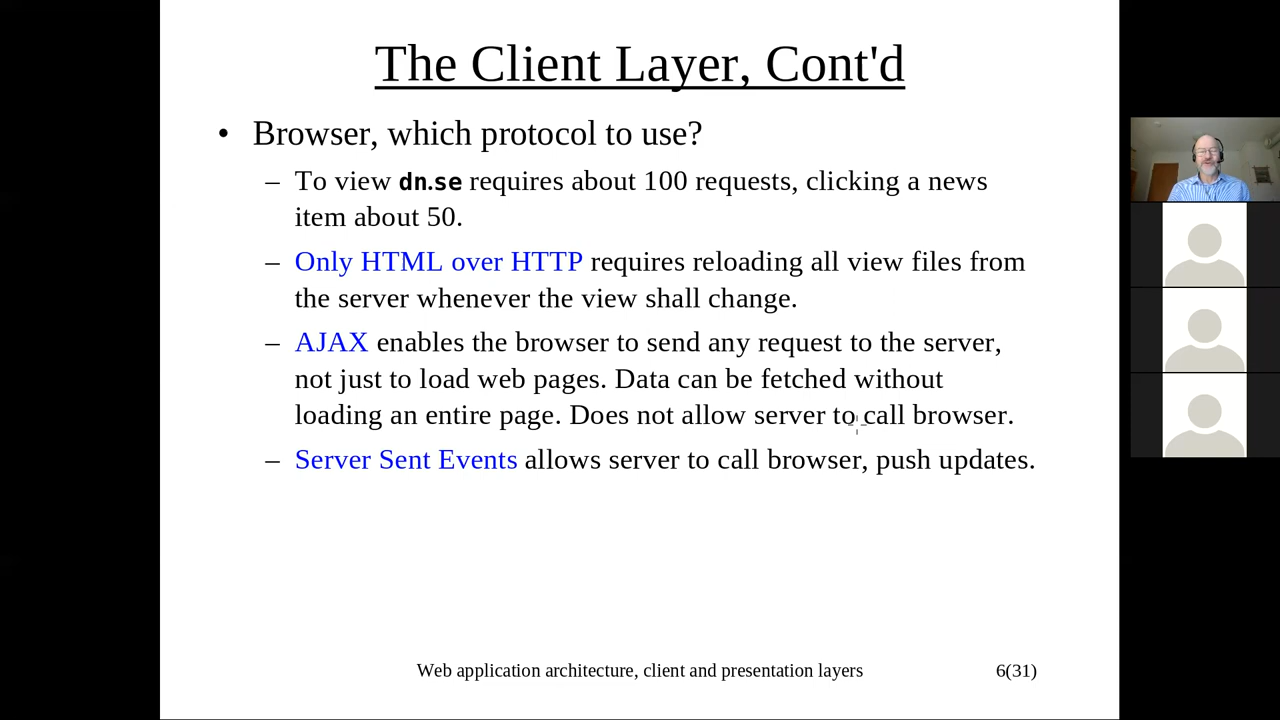 The Client Layer, Cont'd
• Browser, which protocol to use?
– To view dn.se requires about 100 requests, clicking a news
item about 50.
– Only HTML over HTTP requires reloading all view files from
the server whenever the view shall change.
– AJAX enables the browser to send any request to the server,
not just to load web pages. Data can be fetched without
loading an entire page. Does not allow server to call browser.
– Server Sent Events allows server to call browser, push updates.
Web application architecture, client and presentation layers
6(31)